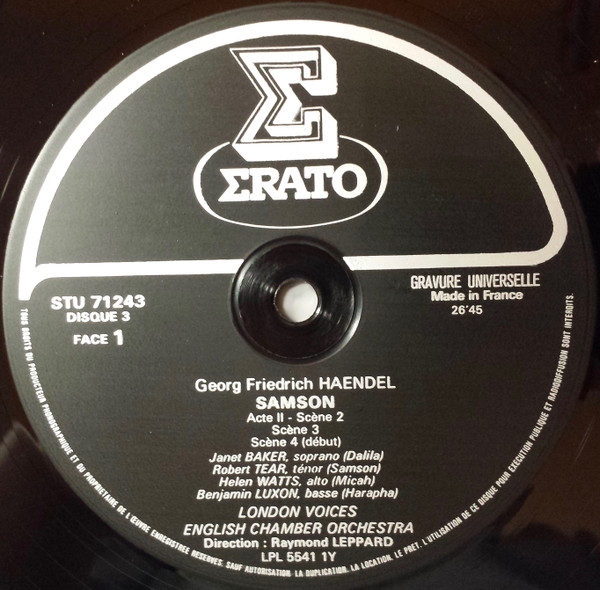 Σ
ΣRATO
STU 71243
DISQUE 3
FACE 1
GRAVURE UNIVERSELLE
Made in France
26'45
Georg Friedrich HAENDEL
SAMSON
Acte II - Scène 2
Scène 3
Scène 4 (début)
Janet BAKER, soprano (Dalila)
Robert TEAR, ténor (Samson)
Helen WATTS, alto (Micah)
Benjamin LUXON, basse (Harapha)
LONDON VOICES
ENGLISH CHAMBER ORCHESTRA
Direction : Raymond LEPPARD
LPL 5541 1Y
TOUS DROITS DU PRODUCTEUR PHONOGRAPHIQUE ET DU PROPRIETAIRE DE L'ŒUVRE ENREGISTREE RESERVES. SAUF AUTORISATION LA DUPLICATION, LA LOCATION, LE PRET, L'UTILISATION DE CE DISQUE POUR EXECUTION PUBLIQUE ET RADIODIFFUSION SONT INTERDITS.